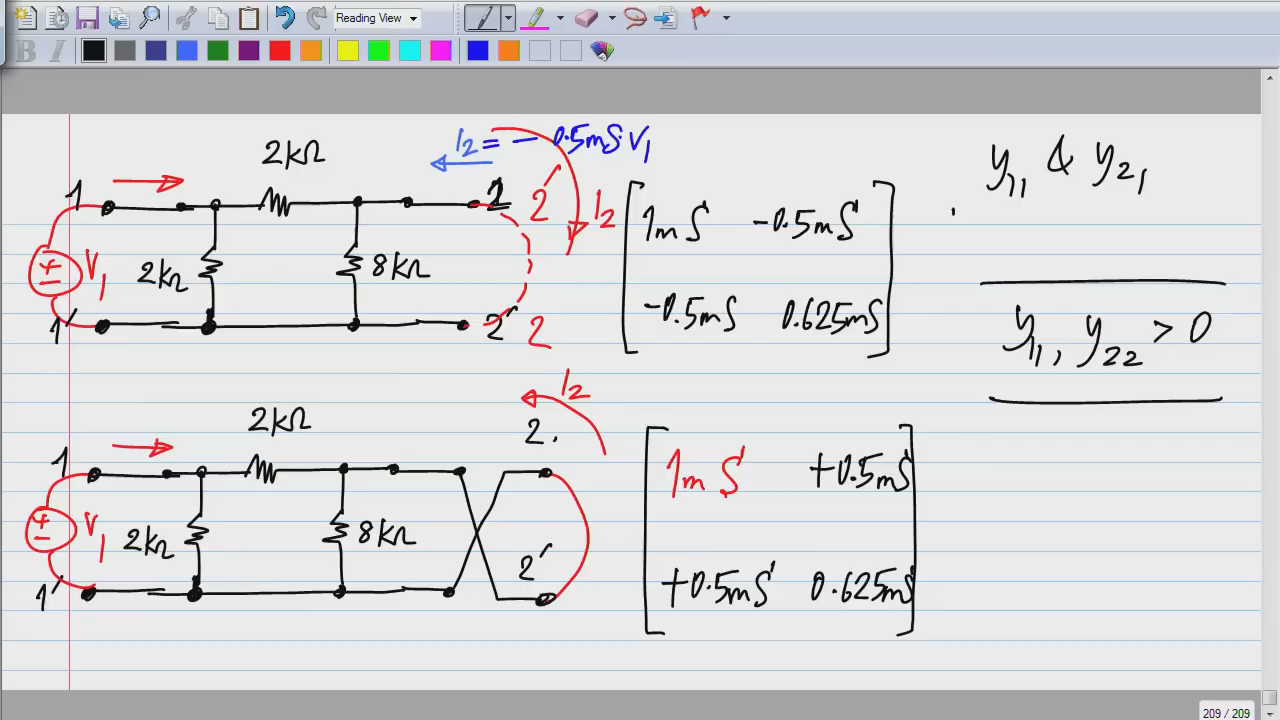 Reading View
B I
I2 = - 0.5mS·V1
2kΩ
y11 & y21
1
2
2′
I2
V1
2kΩ
8kΩ
1′
2′
2
1mS -0.5mS
-0.5mS 0.625mS
y11, y22 > 0
I2
2kΩ
2.
1
V1
2kΩ
8kΩ
1′
2′
1mS +0.5mS
+0.5mS 0.625mS
209 / 209